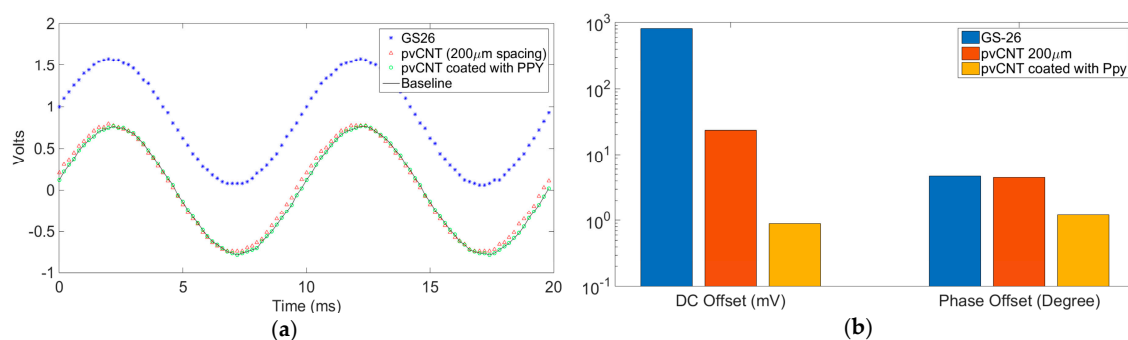 2
1.5
1
0.5
0
-0.5
-1
Volts
0 5 10 15 20
Time (ms)
GS26
pvCNT (200μm spacing)
pvCNT coated with PPY
Baseline
(a)
10³
10²
10¹
10⁰
10⁻¹
GS-26
pvCNT 200μm
pvCNT coated with Ppy
DC Offset (mV) Phase Offset (Degree)
(b)